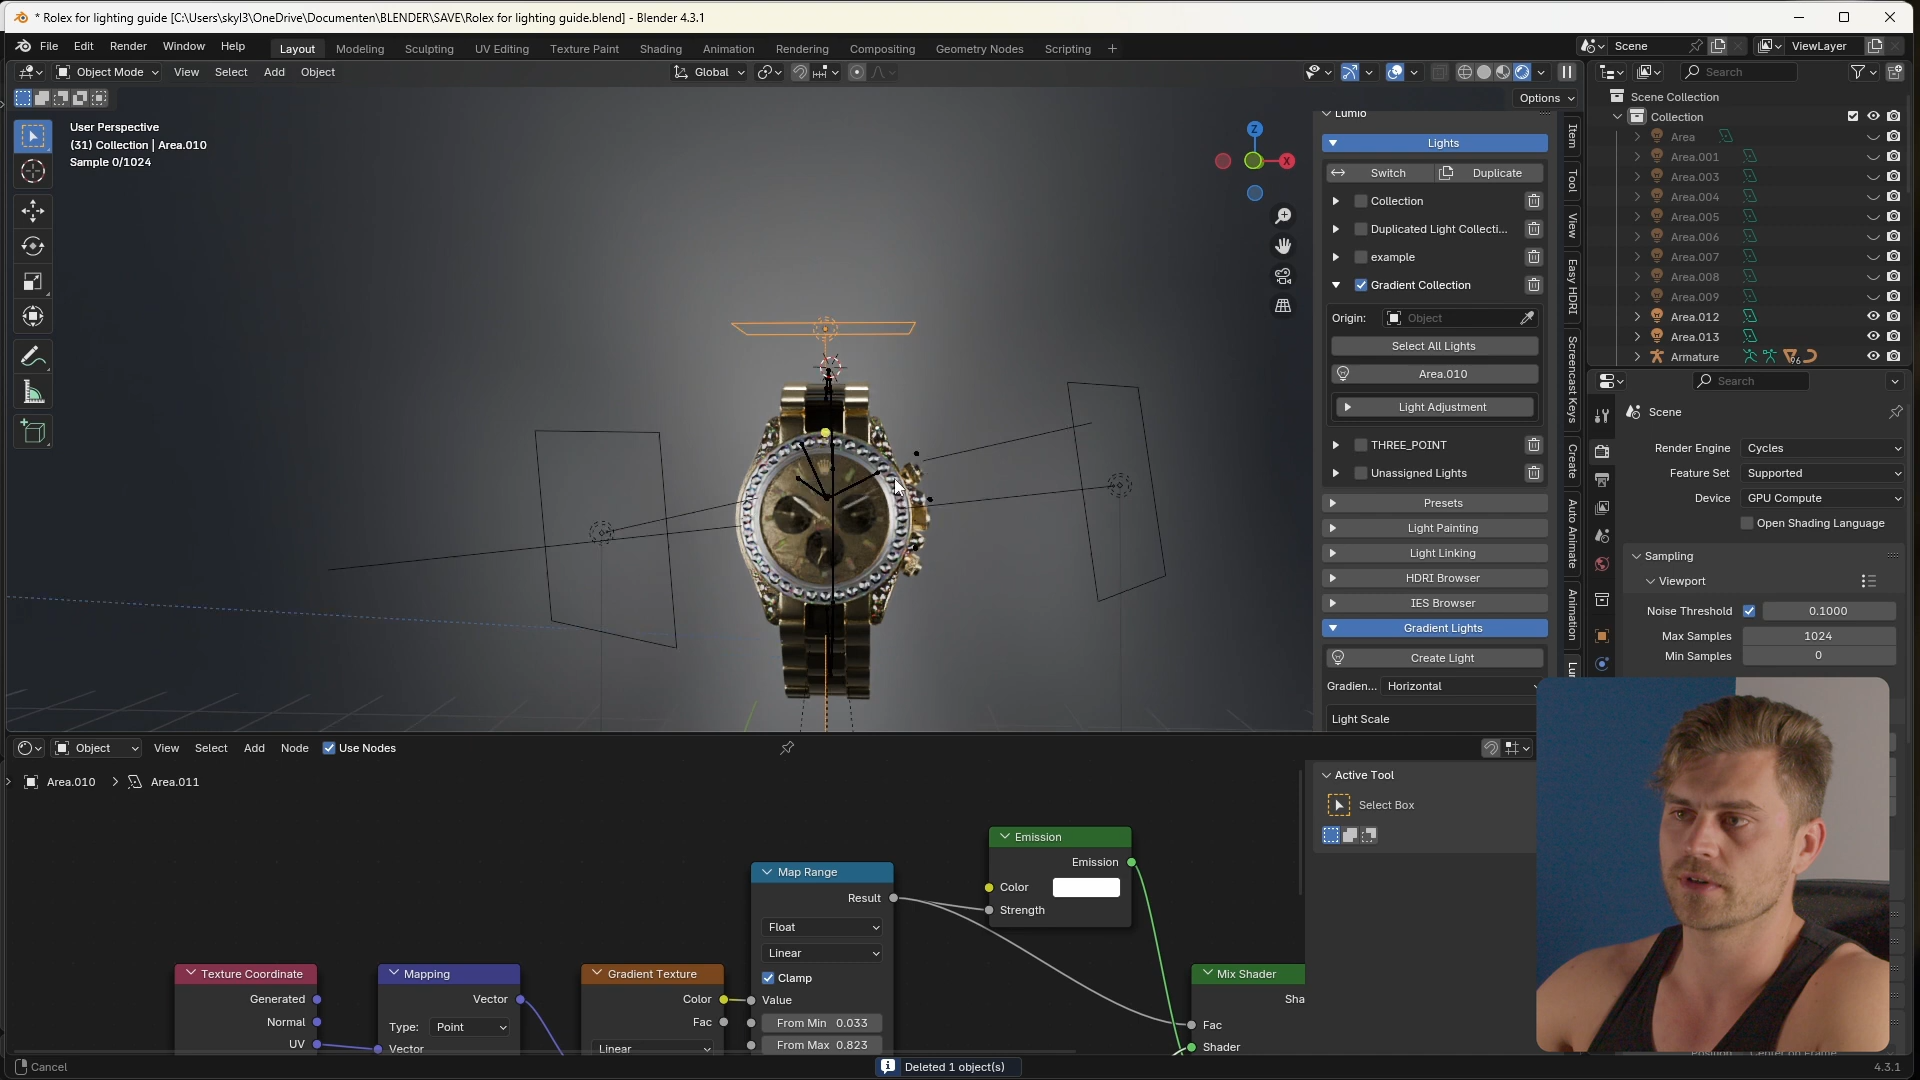 * Rolex for lighting guide [C:\Users\skyl3\OneDrive\Documenten\BLENDER\SAVE\Rolex for lighting guide.blend] - Blender 4.3.1
File Edit Render Window Help Layout Modeling Sculpting UV Editing Texture Paint Shading Animation Rendering Compositing Geometry Nodes Scripting + Scene ViewLayer
Object Mode View Select Add Object Global Search
Options
User Perspective
(31) Collection | Area.010
Sample 0/1024
Z
X
Lumio
Lights
Switch Duplicate
Collection
Duplicated Light Collecti...
example
Gradient Collection
Origin: Object
Select All Lights
Area.010
Light Adjustment
THREE_POINT
Unassigned Lights
Presets
Light Painting
Light Linking
HDRI Browser
IES Browser
Gradient Lights
Create Light
Gradien... Horizontal
Light Scale
Item
Tool
View
Easy HDRI
Screencast Keys
Create
Auto Animate
Animation
Lu
Scene Collection
Collection
Area
Area.001
Area.003
Area.004
Area.005
Area.006
Area.007
Area.008
Area.009
Area.012
Area.013
Armature 96
Search
Scene
Render Engine Cycles
Feature Set Supported
Device GPU Compute
Open Shading Language
Sampling
Viewport
Noise Threshold 0.1000
Max Samples 1024
Min Samples 0
Object View Select Add Node Use Nodes
Area.010 > Area.011
Active Tool
Select Box
Texture Coordinate
Generated
Normal
UV
Mapping
Vector
Type: Point
Vector
Gradient Texture
Color
Fac
Linear
Map Range
Result
Float
Linear
Clamp
Value
From Min 0.033
From Max 0.823
Emission
Emission
Color
Strength
Mix Shader
Sha
Fac
Shader
Cancel Deleted 1 object(s) 4.3.1